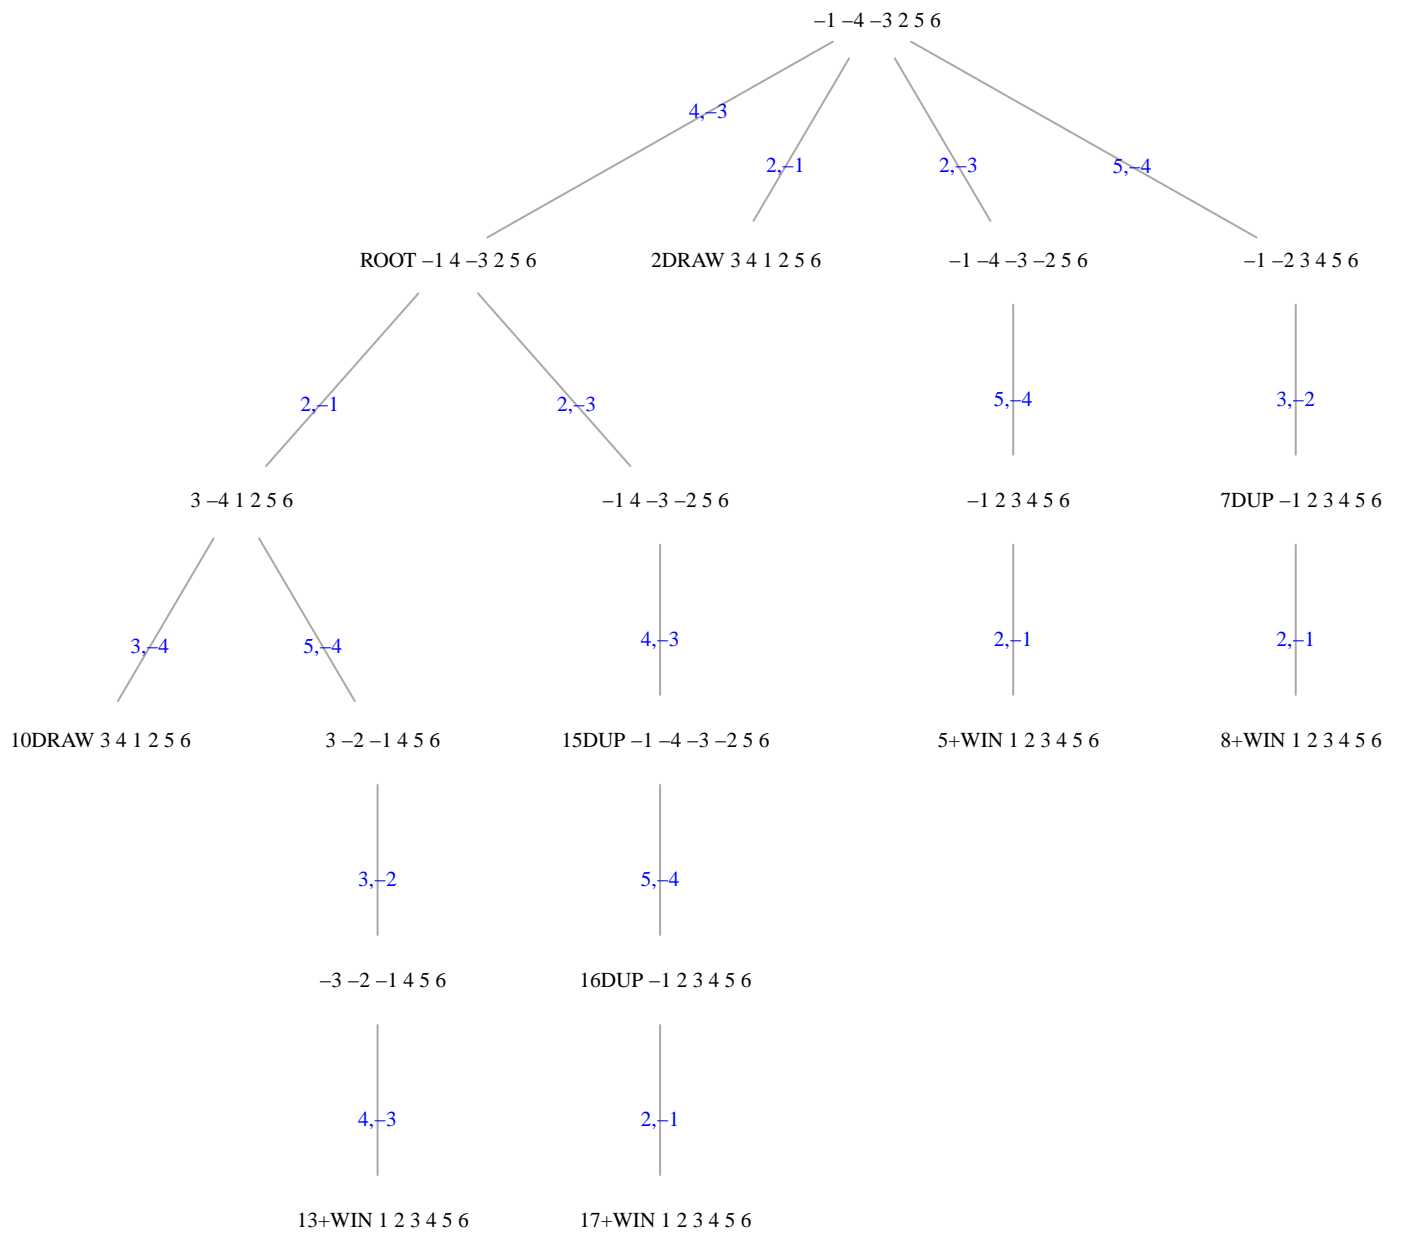 –1 –4 –3 2 5 6
4,–3
2,–1
2,–3
5,–4
ROOT –1 4 –3 2 5 6
2DRAW 3 4 1 2 5 6
–1 –4 –3 –2 5 6
–1 –2 3 4 5 6
2,–1
2,–3
5,–4
3,–2
3 –4 1 2 5 6
–1 4 –3 –2 5 6
–1 2 3 4 5 6
7DUP –1 2 3 4 5 6
3,–4
5,–4
4,–3
2,–1
2,–1
10DRAW 3 4 1 2 5 6
3 –2 –1 4 5 6
15DUP –1 –4 –3 –2 5 6
5+WIN 1 2 3 4 5 6
8+WIN 1 2 3 4 5 6
3,–2
5,–4
–3 –2 –1 4 5 6
16DUP –1 2 3 4 5 6
4,–3
2,–1
13+WIN 1 2 3 4 5 6
17+WIN 1 2 3 4 5 6